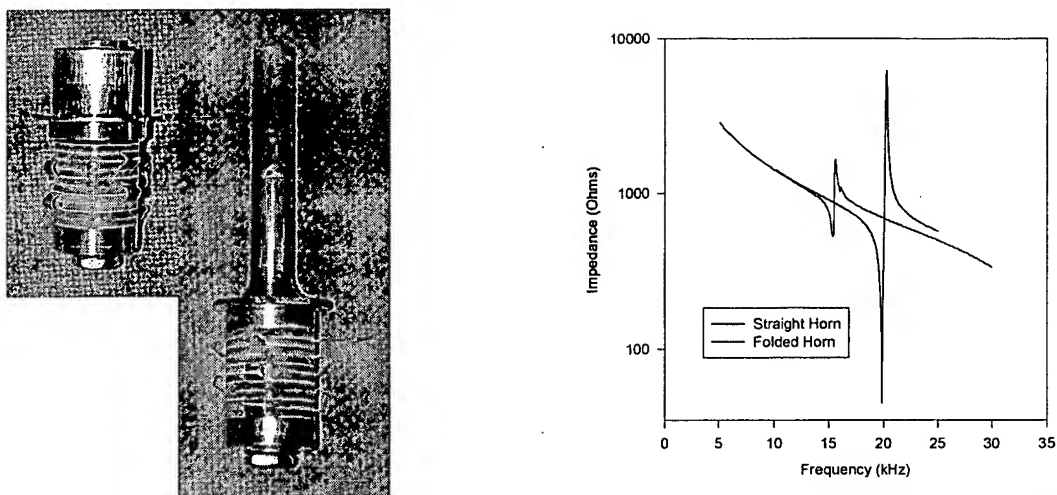 10000
1000
100
Impedance (Ohms)
Straight Horn
Folded Horn
0 5 10 15 20 25 30 35
Frequency (kHz)